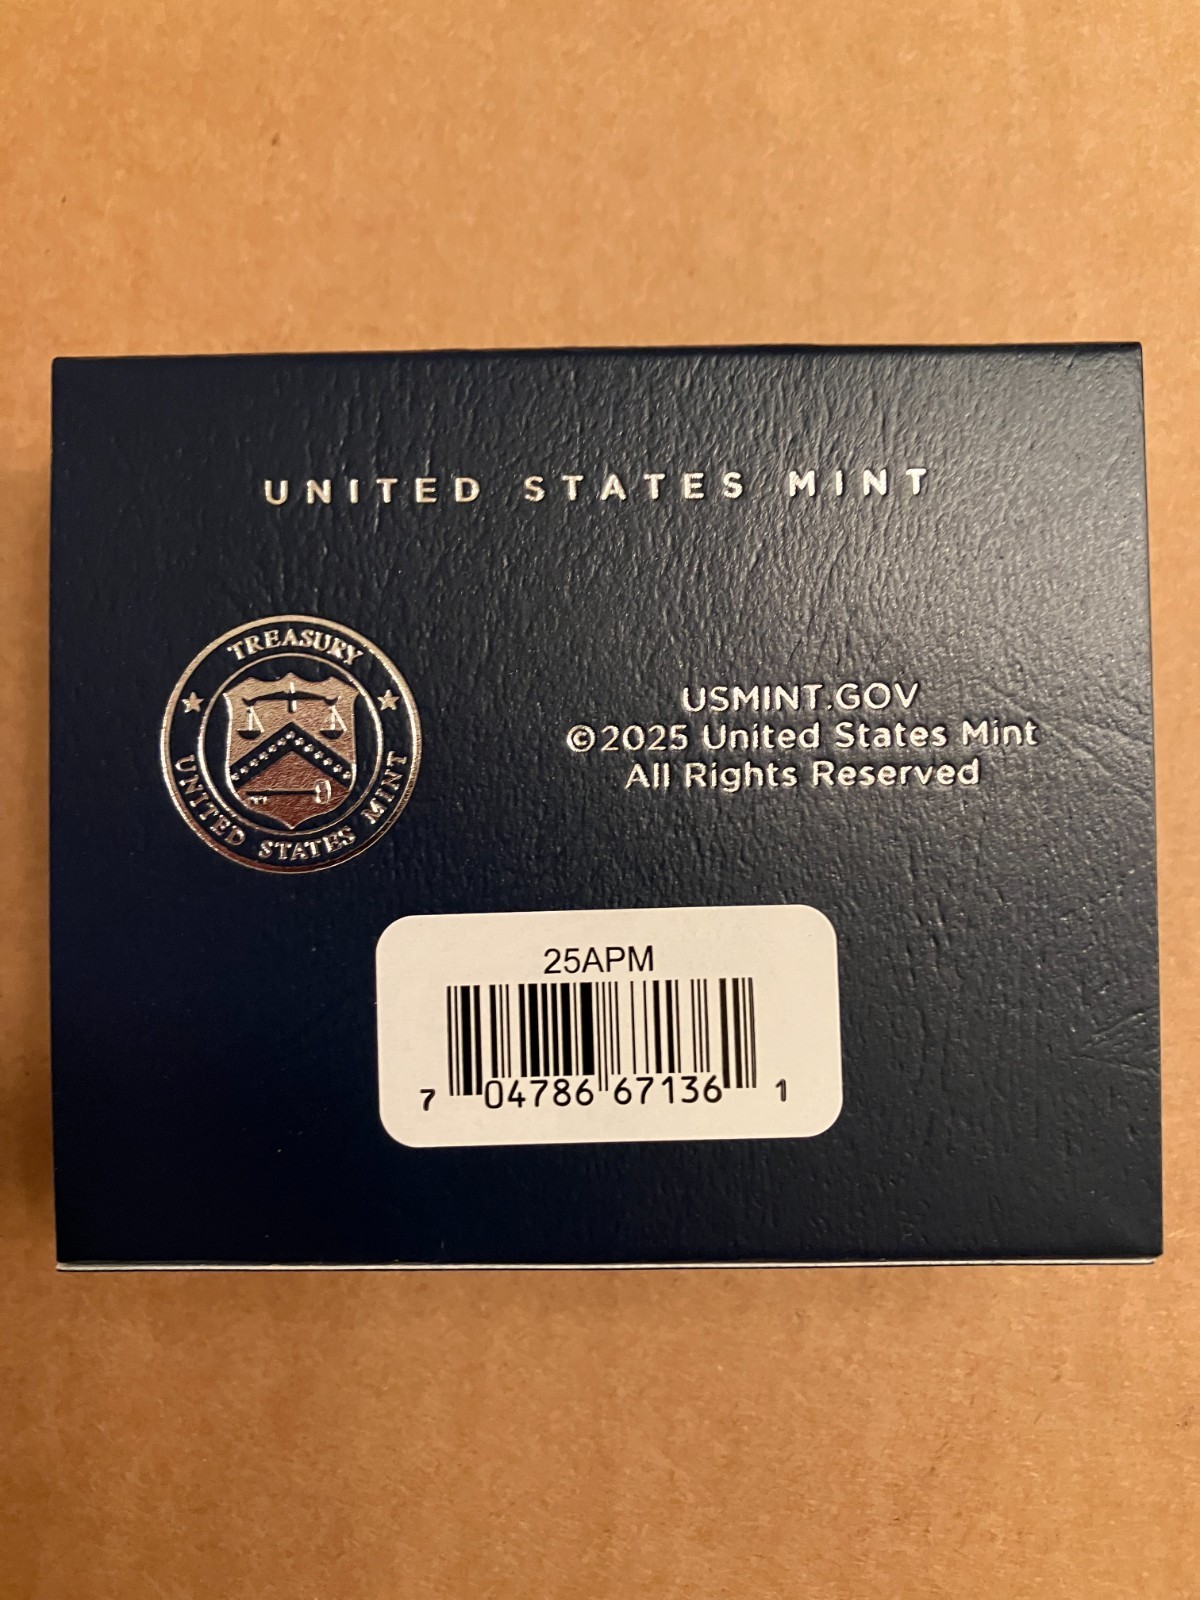 UNITED STATES MINT
TREASURY
UNITED STATES MINT
USMINT.GOV
©2025 United States Mint
All Rights Reserved
25APM
7 04786 67136 1